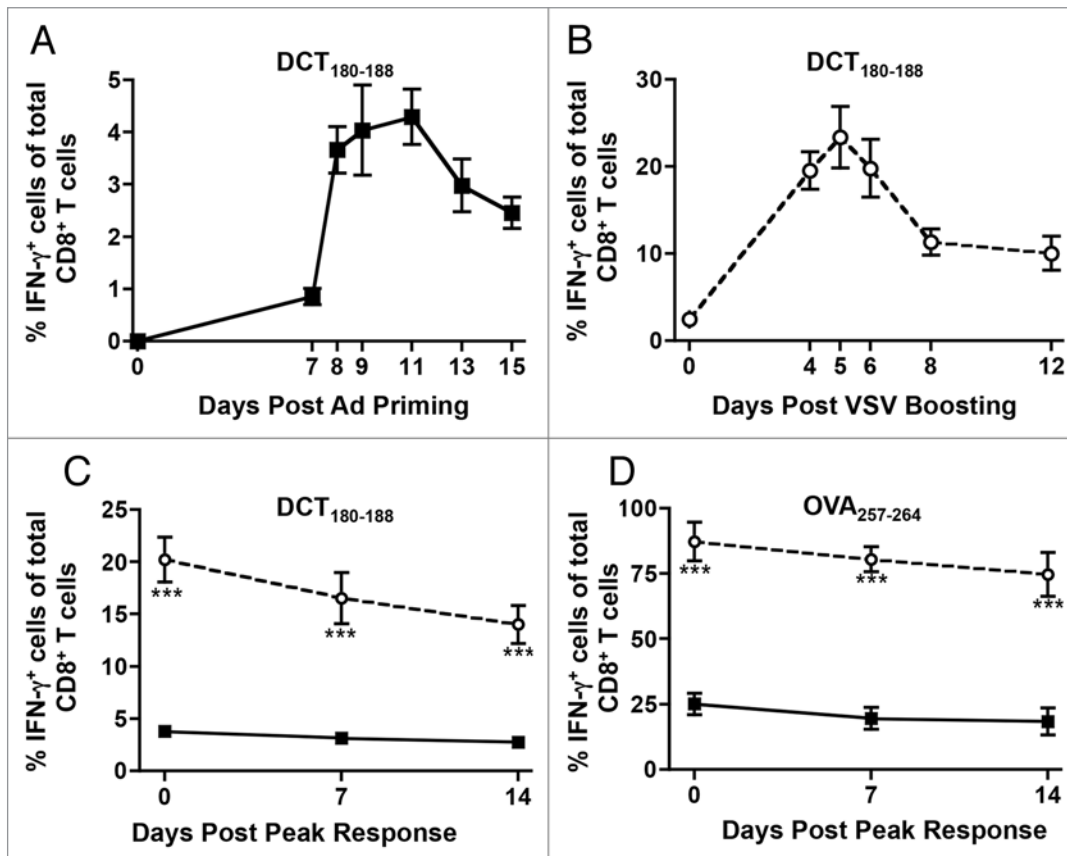 A
DCT180-188
% IFN-γ+ cells of total
CD8+ T cells
5
4
3
2
1
0
0 7 8 9 11 13 15
Days Post Ad Priming
B
DCT180-188
% IFN-γ+ cells of total
CD8+ T cells
30
20
10
0
0 4 5 6 8 12
Days Post VSV Boosting
C
DCT180-188
% IFN-γ+ cells of total
CD8+ T cells
25
20
15
10
5
0
***
***
***
0 7 14
Days Post Peak Response
D
OVA257-264
% IFN-γ+ cells of total
CD8+ T cells
100
75
50
25
0
***
***
***
0 7 14
Days Post Peak Response